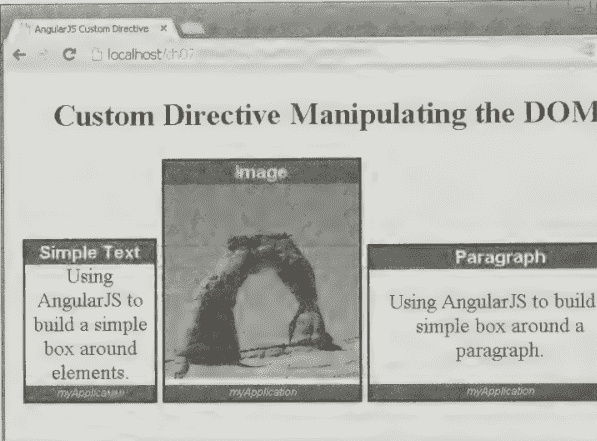 AngularJS Custom Directive
localhost/ch07
Custom Directive Manipulating the DOM
Simple Text
Using
AngularJS to
build a simple
box around
elements.
myApplication
Image
myApplication
Paragraph
Using AngularJS to build
simple box around a
paragraph.
myApplication